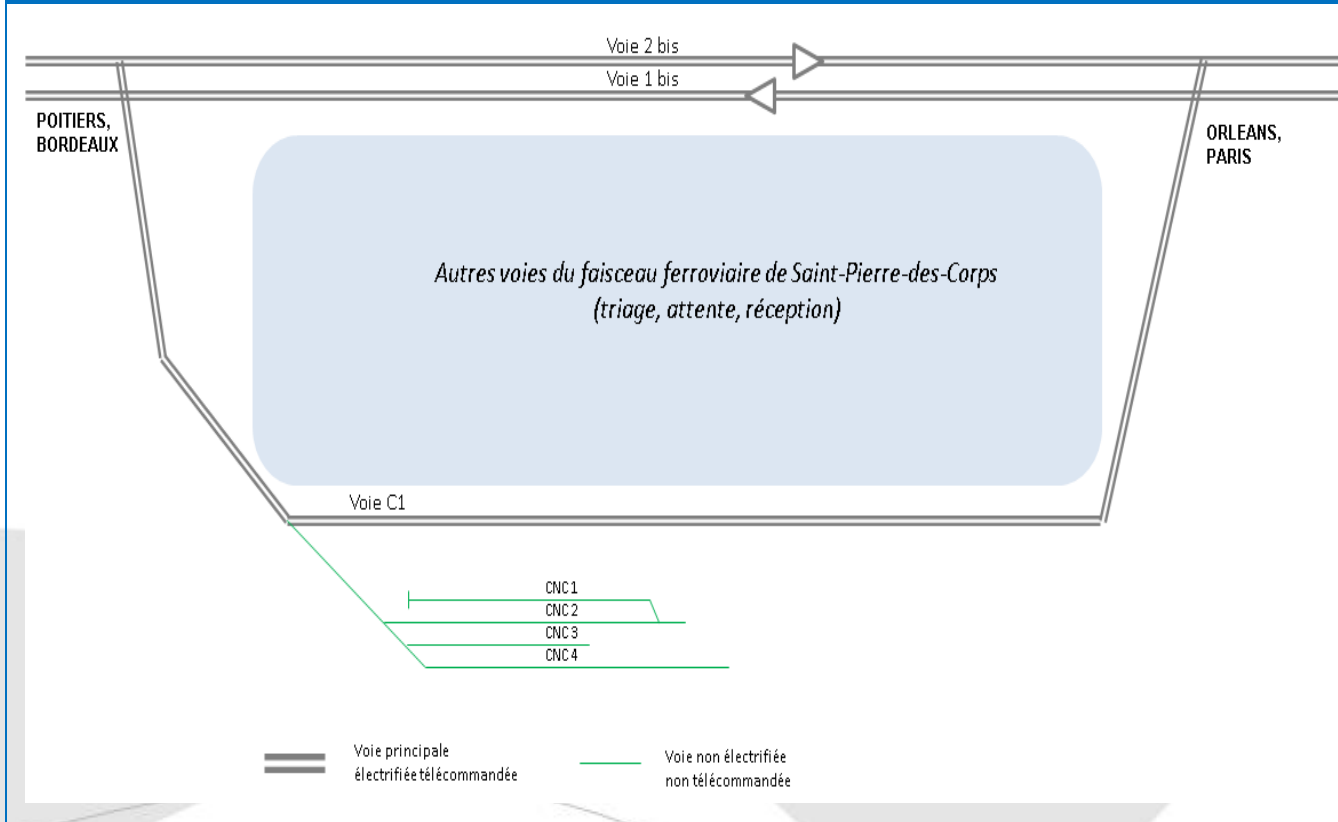 Voie 2 bis
Voie 1 bis
POITIERS,
BORDEAUX
ORLEANS,
PARIS
Autres voies du faisceau ferroviaire de Saint-Pierre-des-Corps
(triage, attente, réception)
Voie C1
CNC 1
CNC 2
CNC 3
CNC 4
Voie principale
électrifiée télécommandée
Voie non électrifiée
non télécommandée